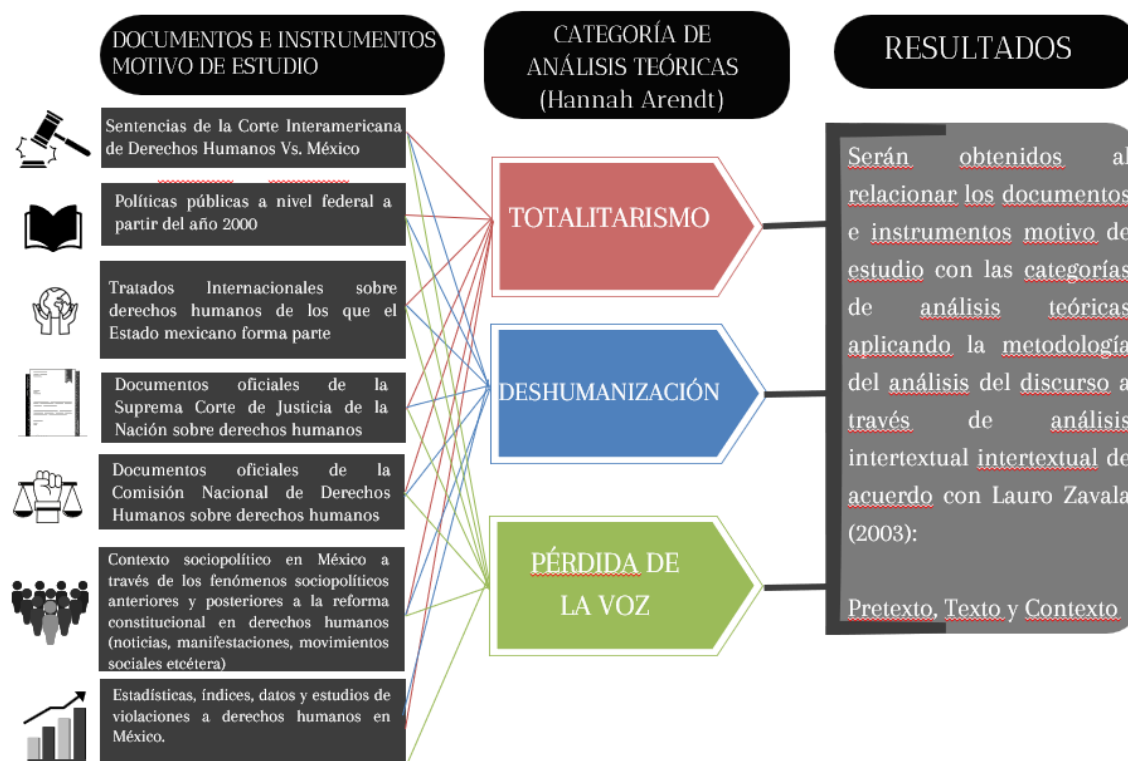 DOCUMENTOS E INSTRUMENTOS
MOTIVO DE ESTUDIO
Sentencias de la Corte Interamericana
de Derechos Humanos Vs. México
Políticas públicas a nivel federal a
partir del año 2000
Tratados Internacionales sobre
derechos humanos de los que el
Estado mexicano forma parte
Documentos oficiales de la
Suprema Corte de Justicia de la
Nación sobre derechos humanos
Documentos oficiales de la
Comisión Nacional de Derechos
Humanos sobre derechos humanos
Contexto sociopolítico en México a
través de los fenómenos sociopolíticos
anteriores y posteriores a la reforma
constitucional en derechos humanos
(noticias, manifestaciones, movimientos
sociales etcétera)
Estadísticas, índices, datos y estudios de
violaciones a derechos humanos en
México.
CATEGORÍA DE
ANÁLISIS TEÓRICAS
(Hannah Arendt)
TOTALITARISMO
DESHUMANIZACIÓN
PÉRDIDA DE
LA VOZ
RESULTADOS
Serán obtenidos al
relacionar los documentos
e instrumentos motivo de
estudio con las categorías
de análisis teóricas
aplicando la metodología
del análisis del discurso a
través de análisis
intertextual intertextual de
acuerdo con Lauro Zavala
(2003):
Pretexto, Texto y Contexto